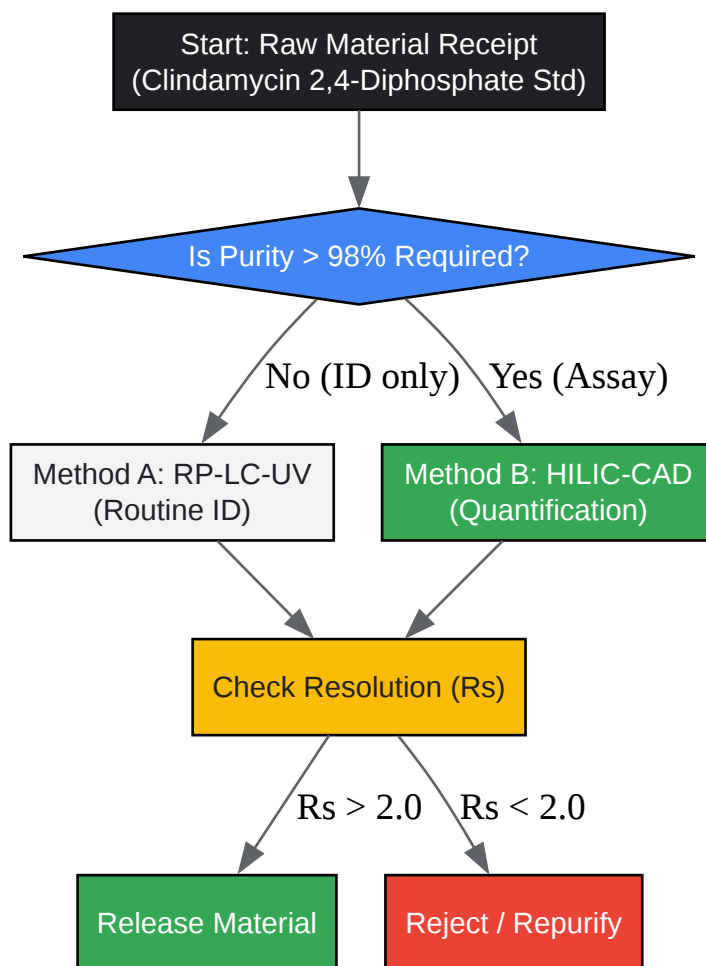 Start: Raw Material Receipt
(Clindamycin 2,4-Diphosphate Std)
Is Purity > 98% Required?
No (ID only)
Yes (Assay)
Method A: RP-LC-UV
(Routine ID)
Method B: HILIC-CAD
(Quantification)
Check Resolution (Rs)
Rs > 2.0
Rs < 2.0
Release Material
Reject / Repurify